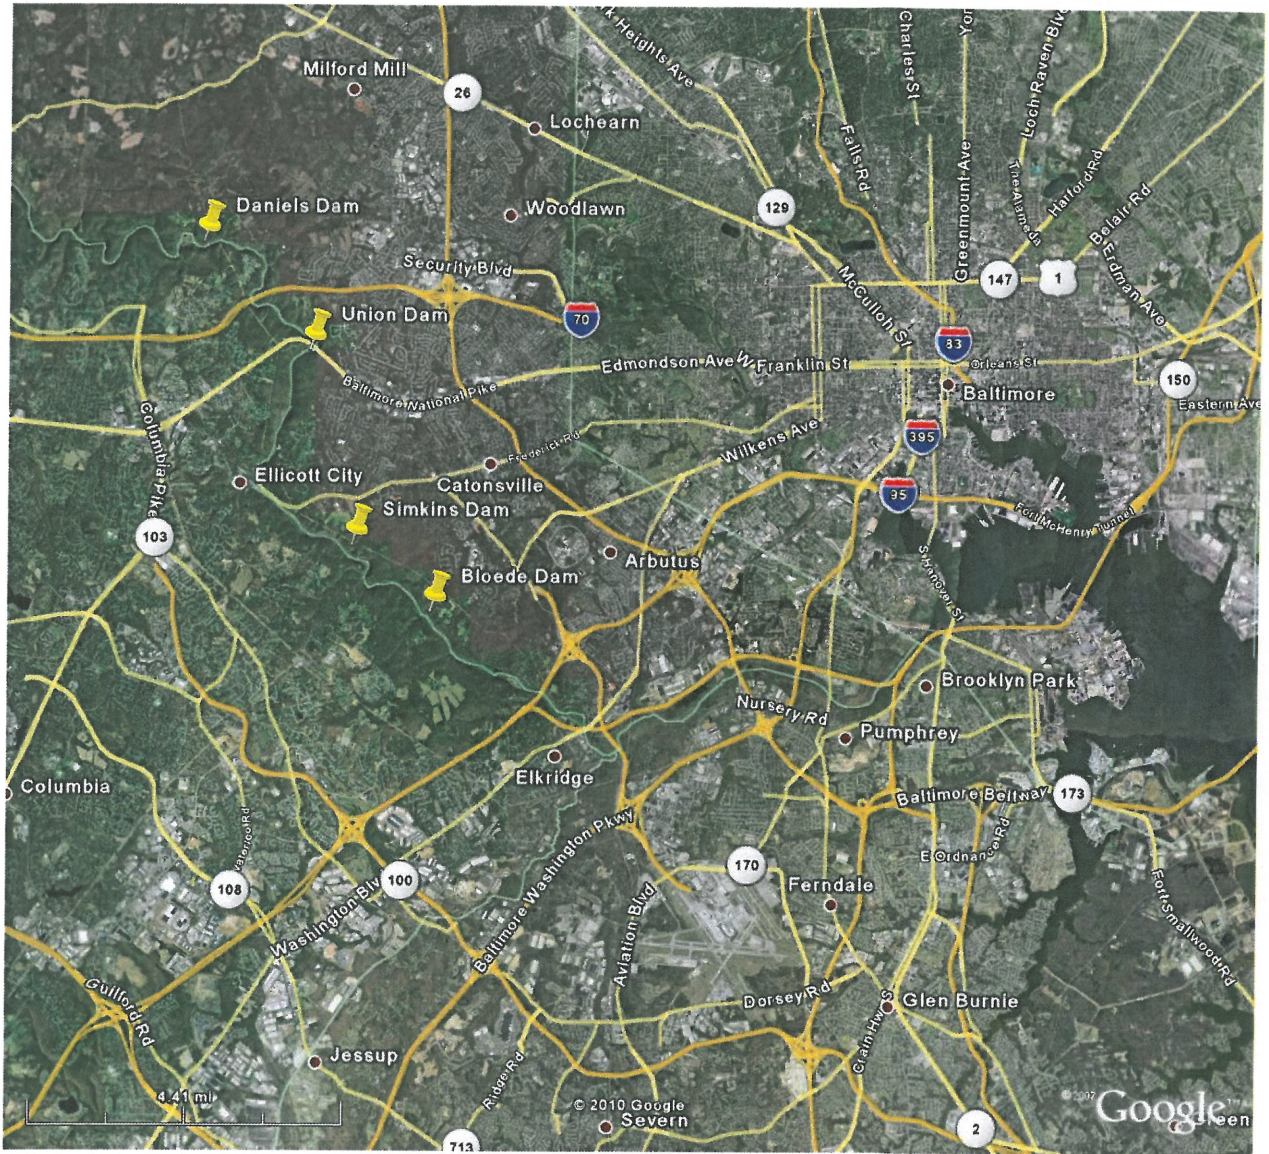 rk Heights Ave
Charles St
Yor
Loch Raven Blvd
Milford Mill
26
Lochearn
Falls Rd
Greenmount Ave
The Alameda
Harford Rd
Belair Rd
Daniels Dam
Woodlawn
129
Security Blvd
McCulloh St
147
1
Erdman Ave
Union Dam
70
83
Edmondson Ave
W Franklin St
Orleans St
150
Baltimore National Pike
Baltimore
Eastern Ave
Columbia Pike
Frederick Rd
Wilkens Ave
395
Ellicott City
Catonsville
95
Simkins Dam
Fort McHenry Tunnel
103
Arbutus
Bloede Dam
S Hanover St
Brooklyn Park
Nursery Rd
Pumphrey
Elkridge
Columbia
Baltimore Beltway
173
Waterloo Rd
Baltimore Washington Pkwy
E Ordnance Rd
170
108
100
Ferndale
Washington Blv
Aviation Blvd
Fort Smallwood Rd
Guilford Rd
Dorsey Rd
Glen Burnie
Crain Hwy S
Jessup
Ridge Rd
4.41 mi
© 2010 Google
Severn
© 2007 Google™
Green
713
2